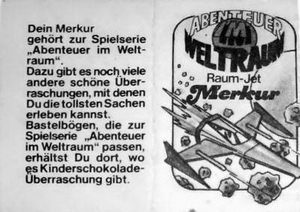 Dein Merkur
gehört zur Spielserie
„Abenteuer im Welt-
raum“.
Dazu gibt es noch viele
andere schöne Über-
raschungen, mit denen
Du die tollsten Sachen
erleben kannst.
Bastelbögen, die zur
Spielserie „Abenteuer
im Weltraum“ passen,
erhältst Du dort, wo
es Kinderschokolade-
Überraschung gibt.
ABENTEUER
IM
WELTRAUM
Raum-Jet
Merkur